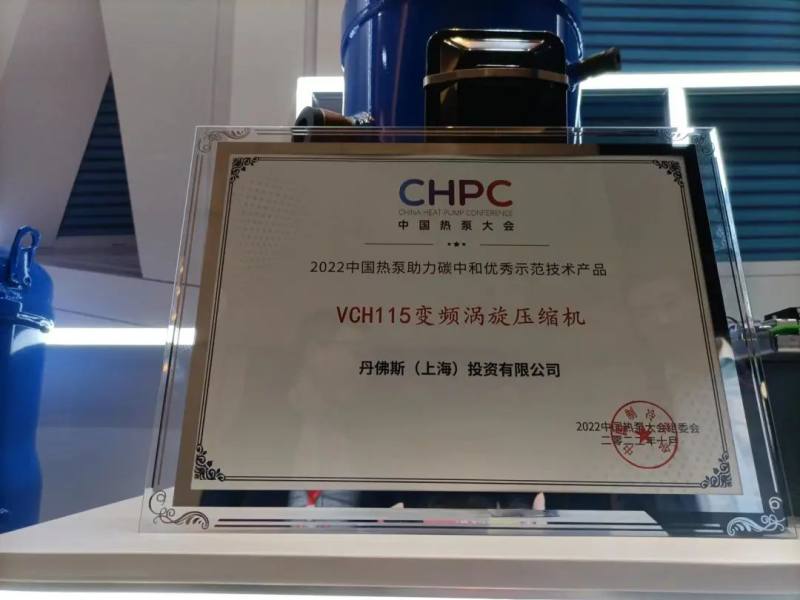 CHPC
CHINA HEAT PUMP CONFERENCE
中国热泵大会
2022中国热泵助力碳中和优秀示范技术产品
VCH115变频涡旋压缩机
丹佛斯（上海）投资有限公司
2022中国热泵大会组委会
二零二二年十月